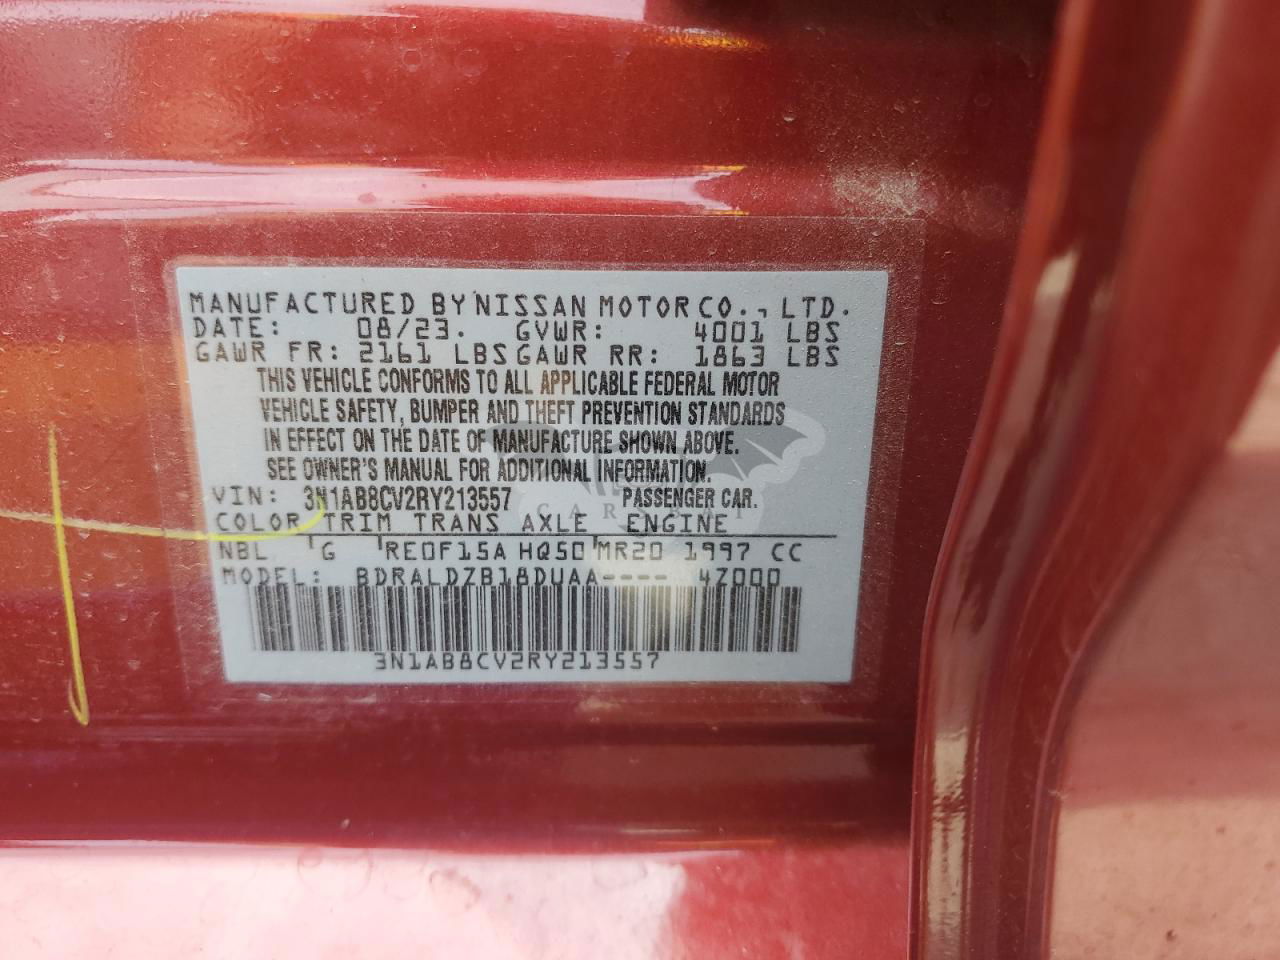 MANUFACTURED BY NISSAN MOTOR CO., LTD.
DATE: 08/23. GVWR: 4001 LBS
GAWR FR: 2161 LBS GAWR RR: 1863 LBS
THIS VEHICLE CONFORMS TO ALL APPLICABLE FEDERAL MOTOR
VEHICLE SAFETY, BUMPER AND THEFT PREVENTION STANDARDS
IN EFFECT ON THE DATE OF MANUFACTURE SHOWN ABOVE.
SEE OWNER'S MANUAL FOR ADDITIONAL INFORMATION.
VIN: 3N1AB8CV2RY213557 PASSENGER CAR.
COLOR TRIM TRANS AXLE ENGINE
NBL G RE0F15A HQ50 MR20 1997 CC
MODEL: BDRALDZB18DUAA---- 4Z000
3N1AB8CV2RY213557